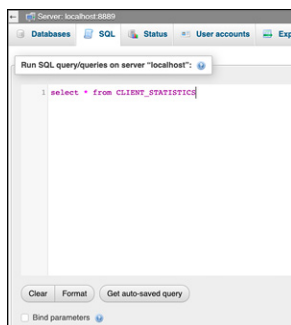 Server: localhost:8889
Databases SQL Status User accounts Exp
Run SQL query/queries on server "localhost":
1 select * from CLIENT_STATISTICS
Clear Format Get auto-saved query
Bind parameters